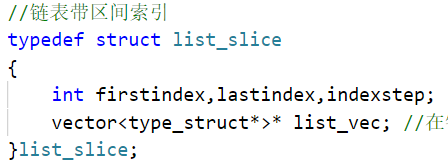 //链表带区间索引
typedef struct list_slice
{
int firstindex,lastindex,indexstep;
vector<type_struct*>* list_vec; //在
}list_slice;